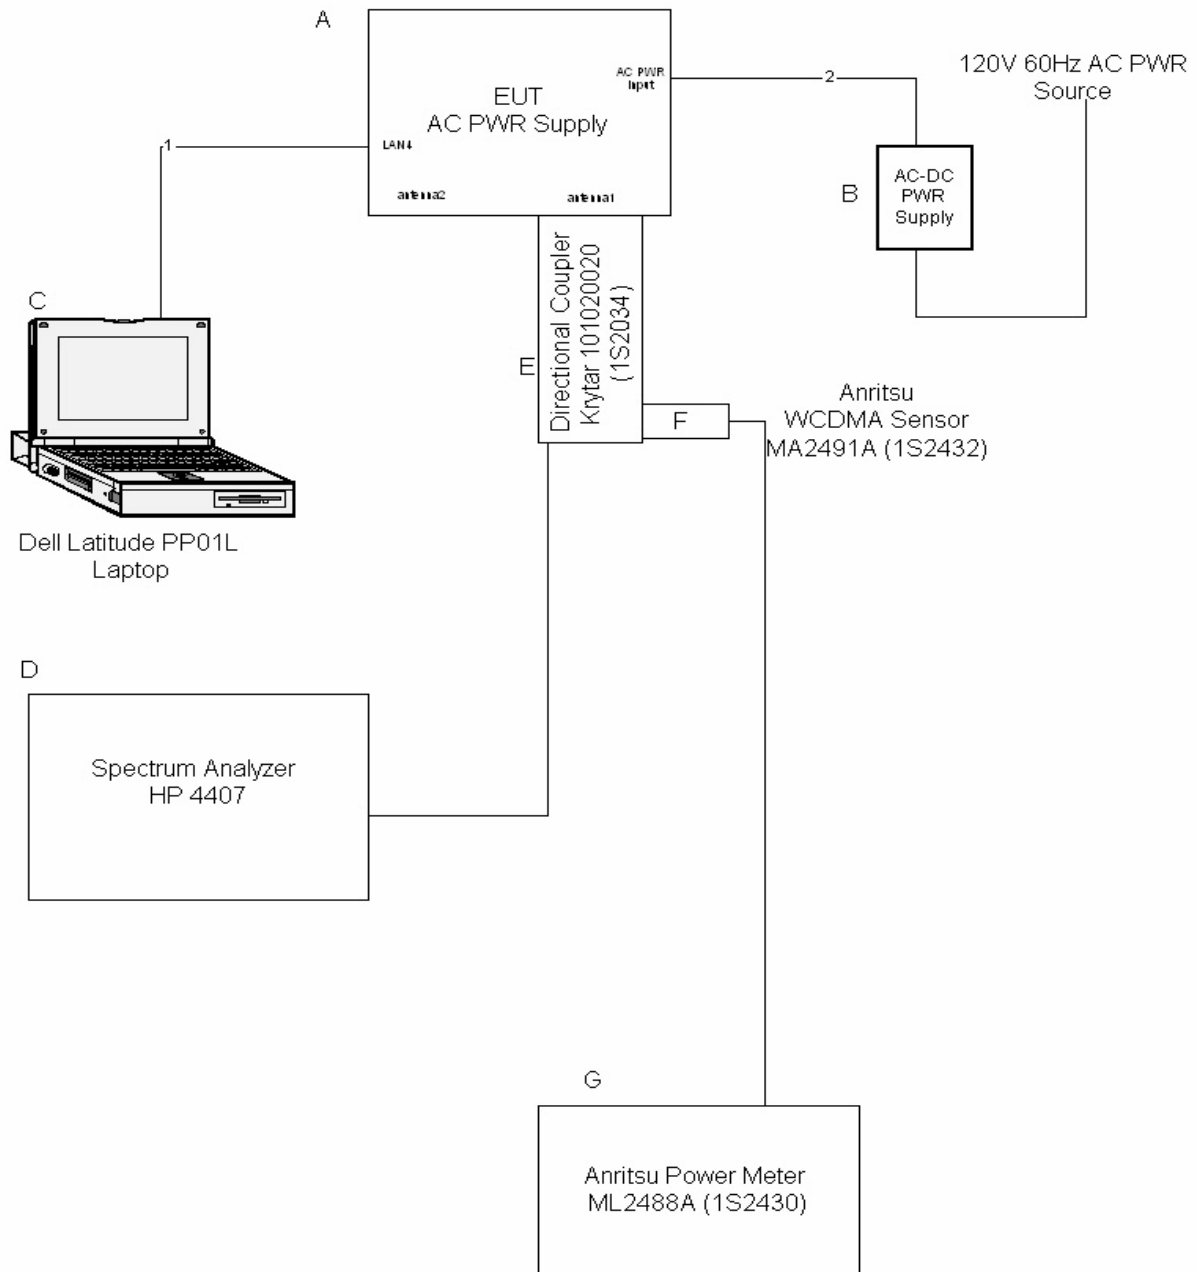 A
EUT
AC PWR Supply
AC PWR
Input
LAN4
antenna2
antenna1
1
2
120V 60Hz AC PWR
Source
B
AC-DC
PWR
Supply
C
Dell Latitude PP01L
Laptop
E
Directional Coupler
Krytar 101020020
(1S2034)
F
Anritsu
WCDMA Sensor
MA2491A (1S2432)
D
Spectrum Analyzer
HP 4407
G
Anritsu Power Meter
ML2488A (1S2430)